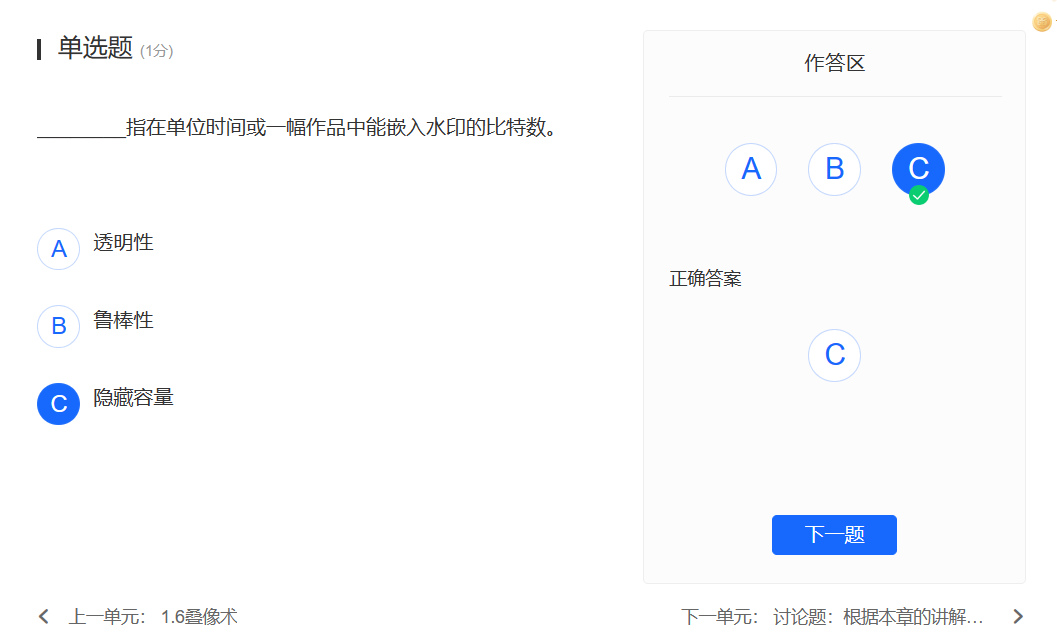 单选题 (1分)
_________指在单位时间或一幅作品中能嵌入水印的比特数。
A 透明性
B 鲁棒性
C 隐藏容量
作答区
A B C
正确答案
C
下一题
上一单元： 1.6叠像术
下一单元： 讨论题：根据本章的讲解…